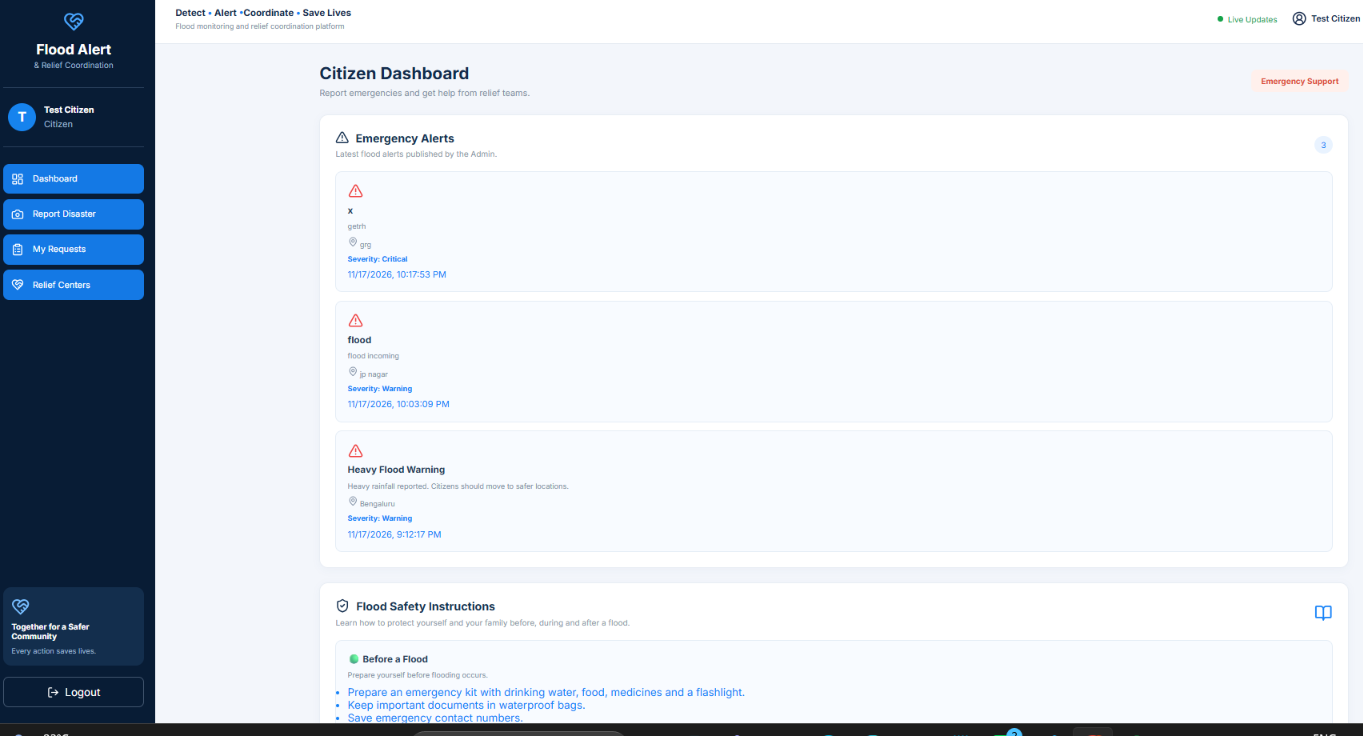 Flood Alert
& Relief Coordination
T
Test Citizen
Citizen
Dashboard
Report Disaster
My Requests
Relief Centers
Together for a Safer
Community
Every action saves lives.
Logout
Detect • Alert •Coordinate • Save Lives
Flood monitoring and relief coordination platform
Live Updates
Test Citizen
Citizen Dashboard
Report emergencies and get help from relief teams.
Emergency Support
Emergency Alerts
Latest flood alerts published by the Admin.
3
x
getrh
grg
Severity: Critical
11/17/2026, 10:17:53 PM
flood
flood incoming
jp nagar
Severity: Warning
11/17/2026, 10:03:09 PM
Heavy Flood Warning
Heavy rainfall reported. Citizens should move to safer locations.
Bengaluru
Severity: Warning
11/17/2026, 9:12:17 PM
Flood Safety Instructions
Learn how to protect yourself and your family before, during and after a flood.
Before a Flood
Prepare yourself before flooding occurs.
• Prepare an emergency kit with drinking water, food, medicines and a flashlight.
• Keep important documents in waterproof bags.
• Save emergency contact numbers.